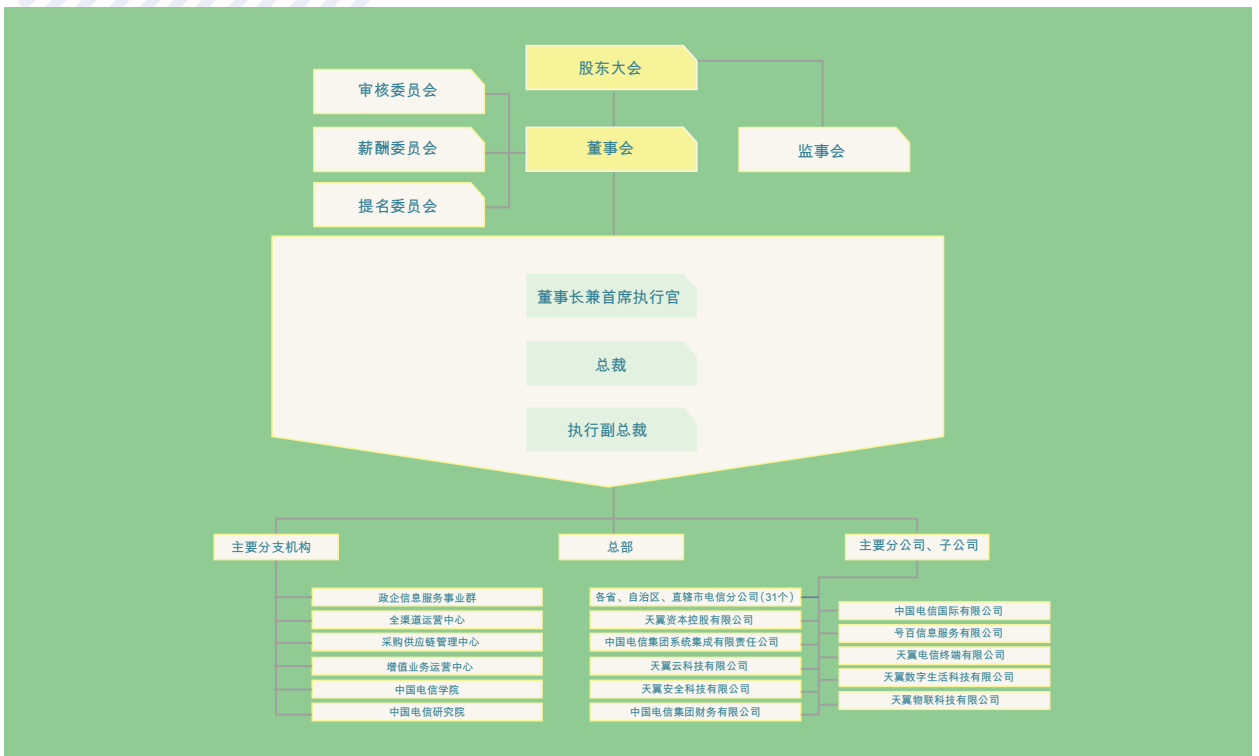 股东大会
审核委员会
薪酬委员会
提名委员会
董事会
监事会
董事长兼首席执行官
总裁
执行副总裁
主要分支机构
总部
主要分公司、子公司
政企信息服务事业群
全渠道运营中心
采购供应链管理中心
增值业务运营中心
中国电信学院
中国电信研究院
各省、自治区、直辖市电信分公司(31个)
天翼资本控股有限公司
中国电信集团系统集成有限责任公司
天翼云科技有限公司
天翼安全科技有限公司
中国电信集团财务有限公司
中国电信国际有限公司
号百信息服务有限公司
天翼电信终端有限公司
天翼数字生活科技有限公司
天翼物联科技有限公司